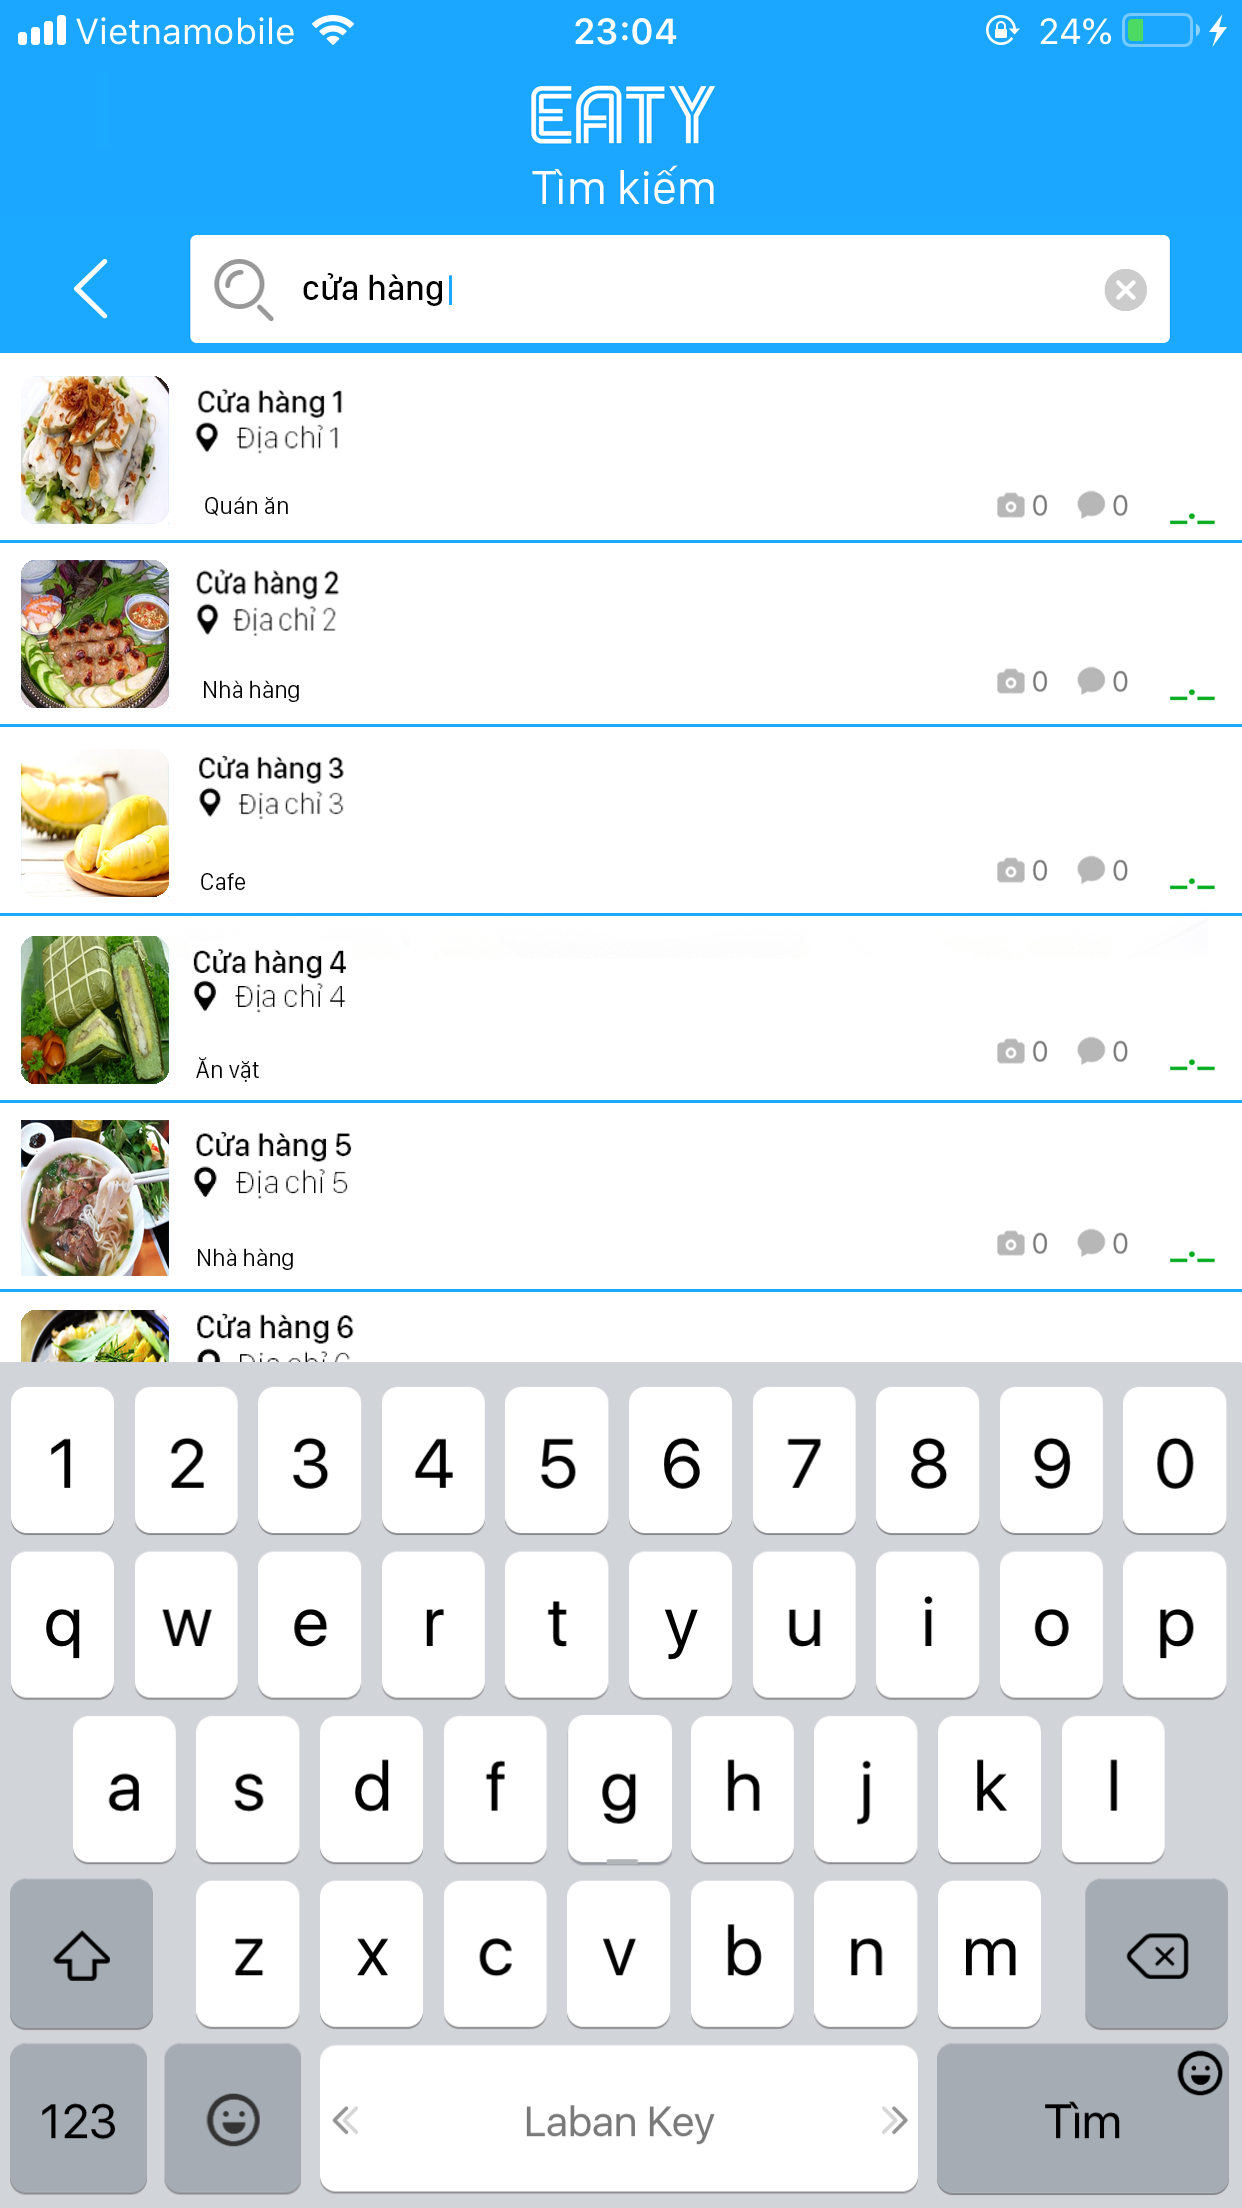 Vietnamobile 23:04 24%
EATY
Tìm kiếm
cửa hàng
Cửa hàng 1
Địa chỉ 1
Quán ăn 0 0 _._
Cửa hàng 2
Địa chỉ 2
Nhà hàng 0 0 _._
Cửa hàng 3
Địa chỉ 3
Cafe 0 0 _._
Cửa hàng 4
Địa chỉ 4
Ăn vặt 0 0 _._
Cửa hàng 5
Địa chỉ 5
Nhà hàng 0 0 _._
Cửa hàng 6
Địa chỉ 6
1 2 3 4 5 6 7 8 9 0
q w e r t y u i o p
a s d f g h j k l
z x c v b n m
123 Laban Key Tìm